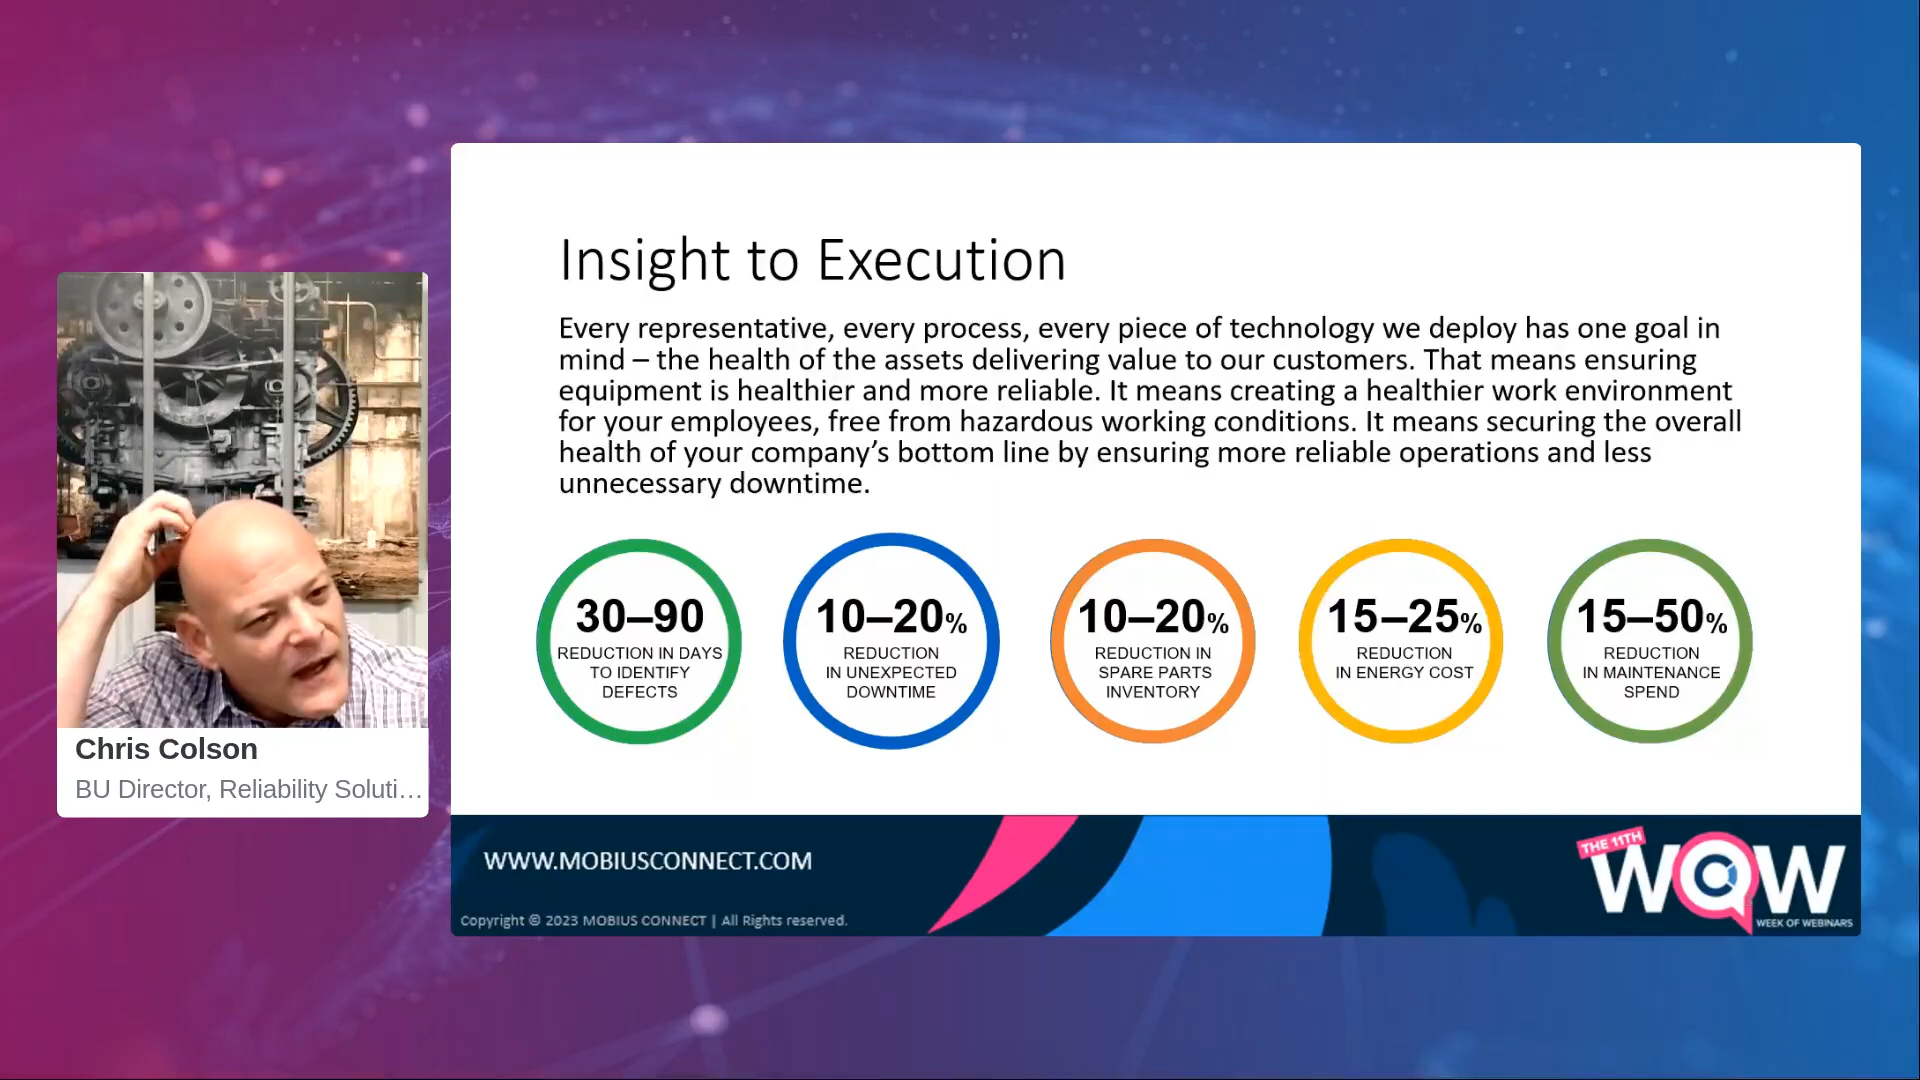 Insight to Execution
Every representative, every process, every piece of technology we deploy has one goal in
mind – the health of the assets delivering value to our customers. That means ensuring
equipment is healthier and more reliable. It means creating a healthier work environment
for your employees, free from hazardous working conditions. It means securing the overall
health of your company’s bottom line by ensuring more reliable operations and less
unnecessary downtime.
30–90
REDUCTION IN DAYS
TO IDENTIFY
DEFECTS
10–20%
REDUCTION
IN UNEXPECTED
DOWNTIME
10–20%
REDUCTION IN
SPARE PARTS
INVENTORY
15–25%
REDUCTION
IN ENERGY COST
15–50%
REDUCTION
IN MAINTENANCE
SPEND
Chris Colson
BU Director, Reliability Soluti…
WWW.MOBIUSCONNECT.COM
Copyright © 2023 MOBIUS CONNECT | All Rights reserved.
THE 11TH
WOW
WEEK OF WEBINARS